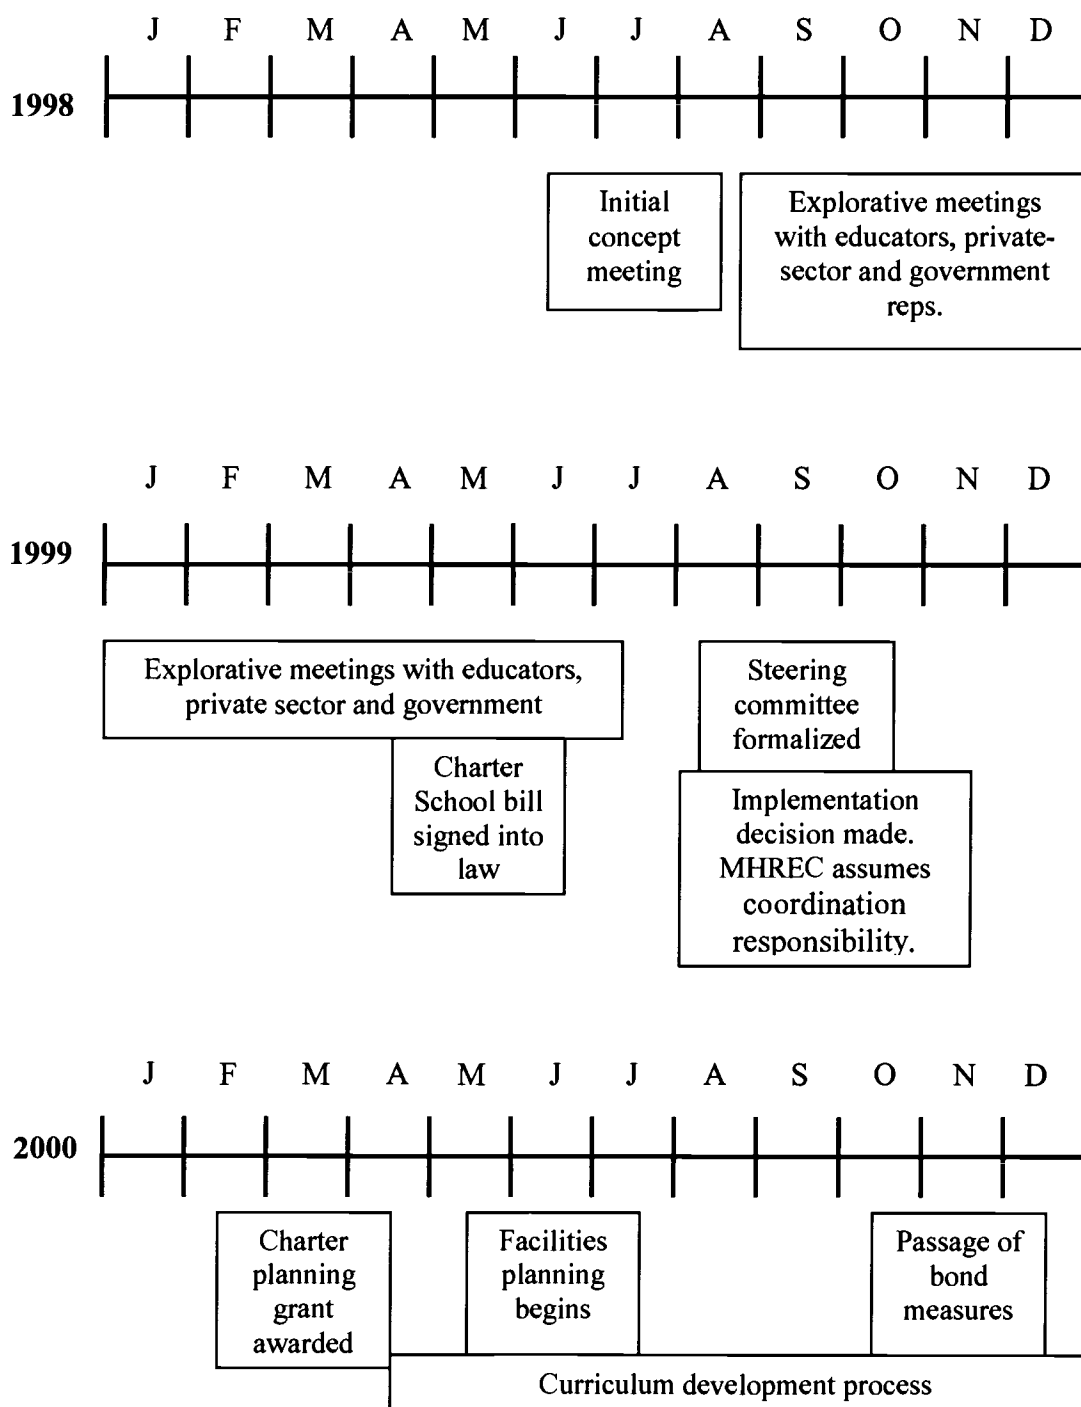 J F M A M J J A S O N D
1998
Initial
concept
meeting
Explorative meetings
with educators, private-
sector and government
reps.
J F M A M J J A S O N D
1999
Explorative meetings with educators,
private sector and government
Charter
School bill
signed into
law
Steering
committee
formalized
Implementation
decision made.
MHREC assumes
coordination
responsibility.
J F M A M J J A S O N D
2000
Charter
planning
grant
awarded
Facilities
planning
begins
Passage of
bond
measures
Curriculum development process